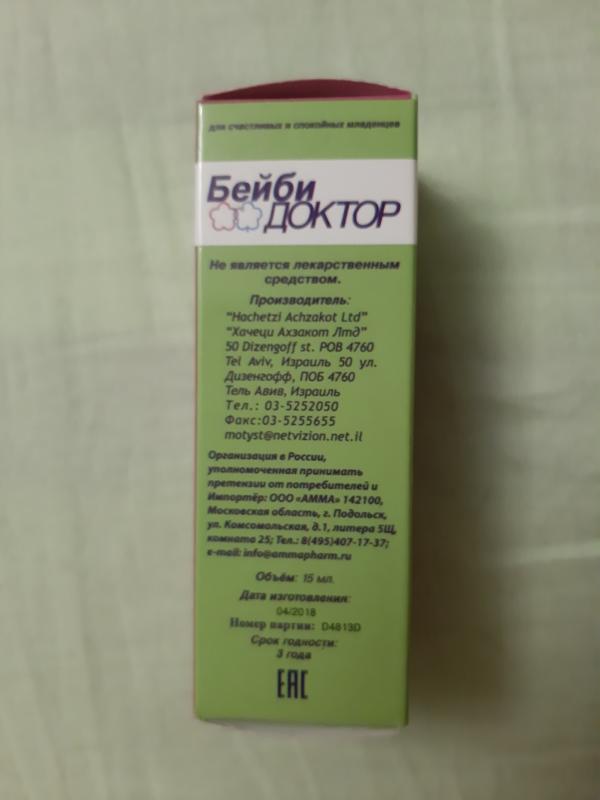 для счастливых и спокойных младенцев
Бейби
ДОКТОР
Не является лекарственным
средством.
Производитель:
"Hachetzi Achzakot Ltd"
"Хачеци Ахзакот Лтд"
50 Dizengoff st. POB 4760
Tel Aviv, Израиль 50 ул.
Дизенгофф, ПОБ 4760
Тель Авив, Израиль
Тел.: 03-5252050
Факс:03-5255655
motyst@netvizion.net.il
Организация в России,
уполномоченная принимать
претензии от потребителей и
Импортёр: ООО «АММА» 142100,
Московская область, г. Подольск,
ул. Комсомольская, д.1, литера 5Щ,
комната 25; Тел.: 8(495)407-17-37;
e-mail: info@ammapharm.ru
Объём: 15 мл.
Дата изготовления:
04/2018
Номер партии: D4813D
Срок годности:
3 года
EAC